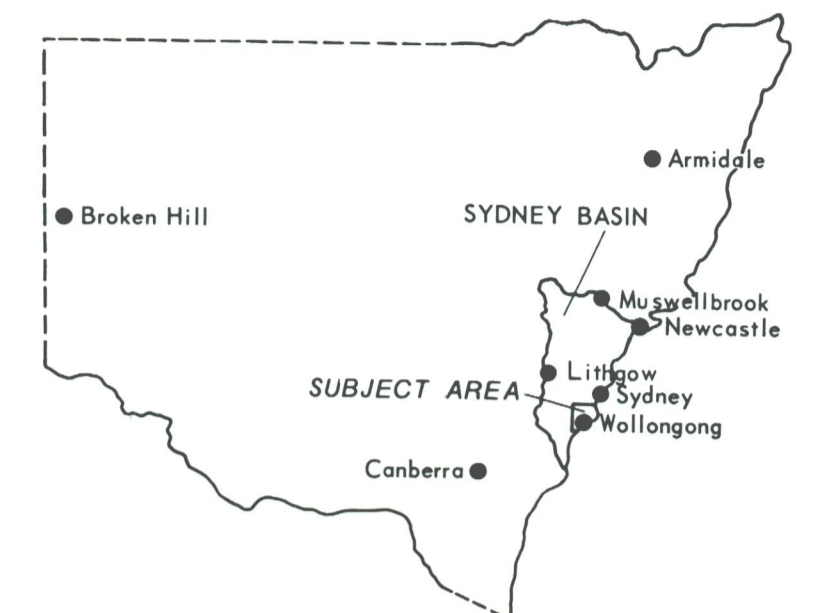 Armidale
Broken Hill
SYDNEY BASIN
Muswellbrook
Newcastle
Lithgow
SUBJECT AREA
Sydney
Wollongong
Canberra